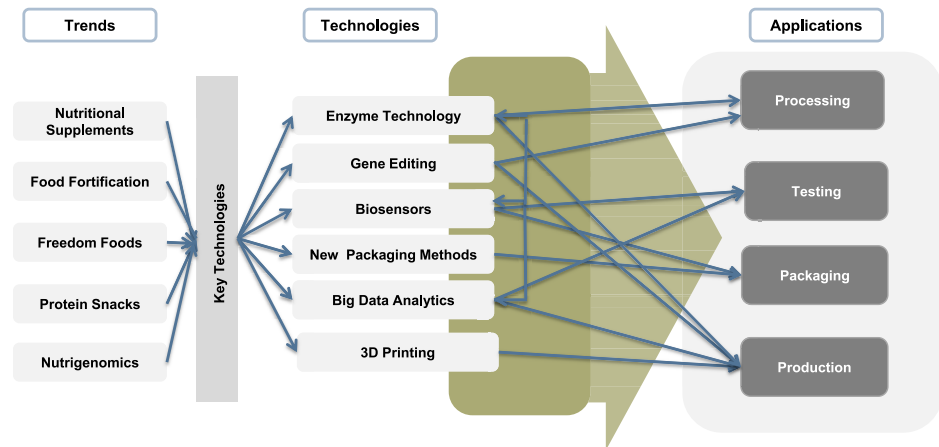 Trends
Technologies
Applications
Nutritional
Supplements
Food Fortification
Freedom Foods
Protein Snacks
Nutrigenomics
Key Technologies
Enzyme Technology
Gene Editing
Biosensors
New Packaging Methods
Big Data Analytics
3D Printing
Processing
Testing
Packaging
Production